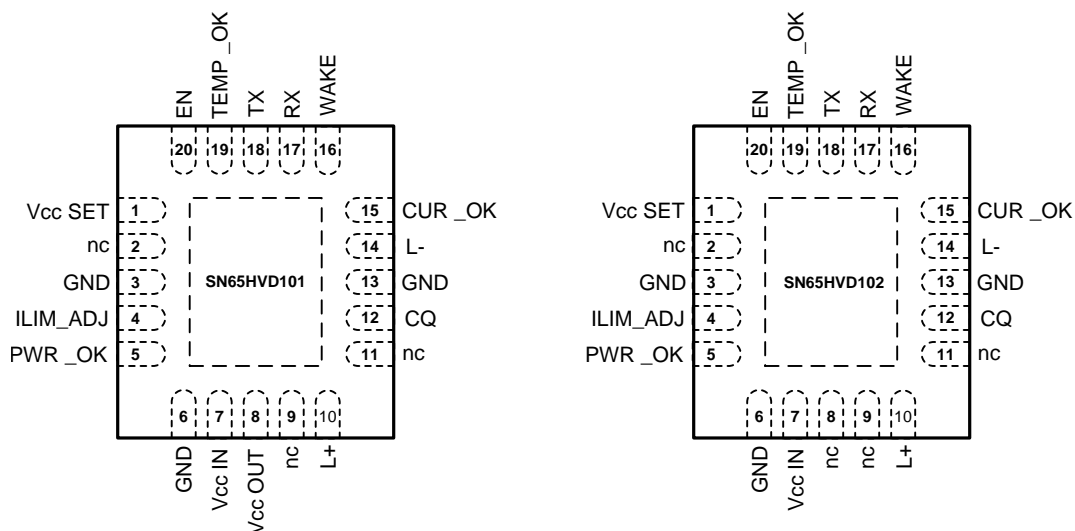 EN
TEMP _OK
TX
RX
WAKE
20
19
18
17
16
Vcc SET
1
nc
2
GND
3
ILIM_ADJ
4
PWR _OK
5
SN65HVD101
15
CUR _OK
14
L-
13
GND
12
CQ
11
nc
6
7
8
9
10
GND
Vcc IN
Vcc OUT
nc
L+
EN
TEMP _OK
TX
RX
WAKE
20
19
18
17
16
Vcc SET
1
nc
2
GND
3
ILIM_ADJ
4
PWR _OK
5
SN65HVD102
15
CUR _OK
14
L-
13
GND
12
CQ
11
nc
6
7
8
9
10
GND
Vcc IN
nc
nc
L+